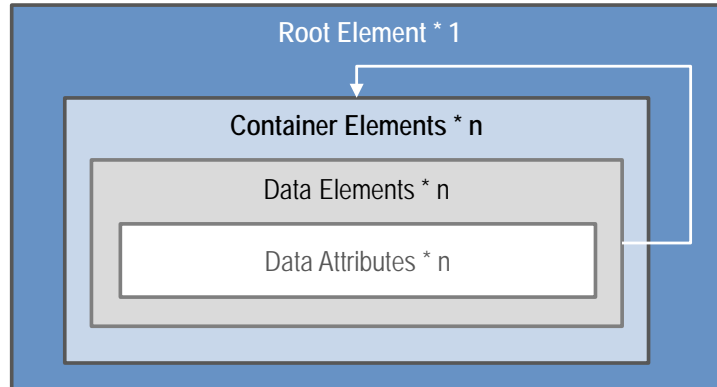 Root Element * 1
Container Elements * n
Data Elements * n
Data Attributes * n